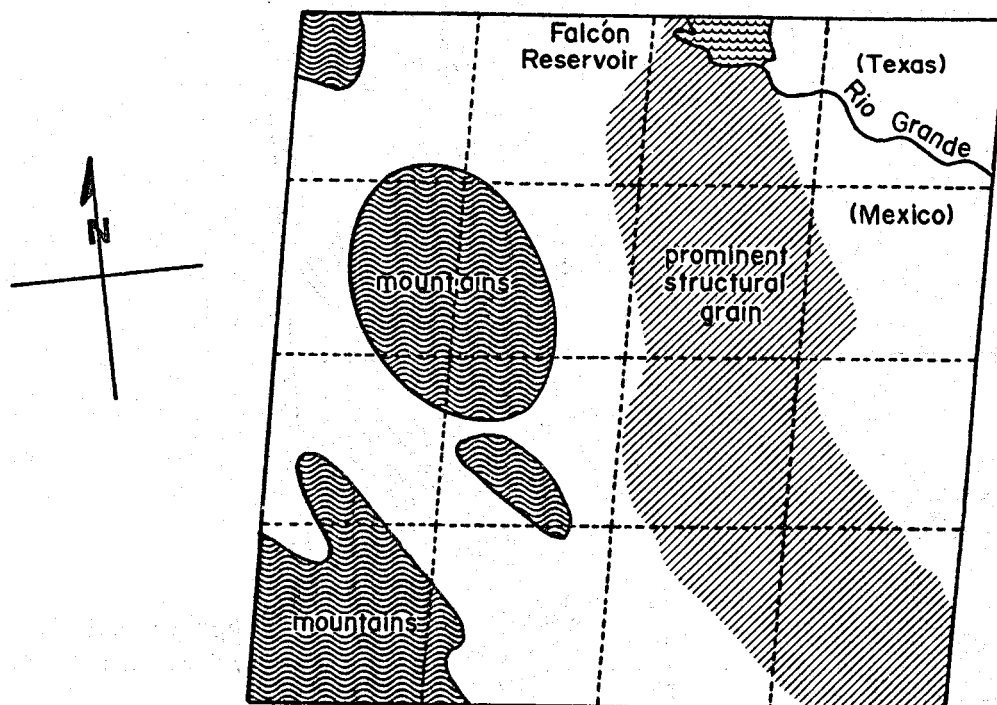 Falcón
Reservoir
(Texas)
Rio Grande
N
(Mexico)
mountains
prominent
structural
grain
mountains